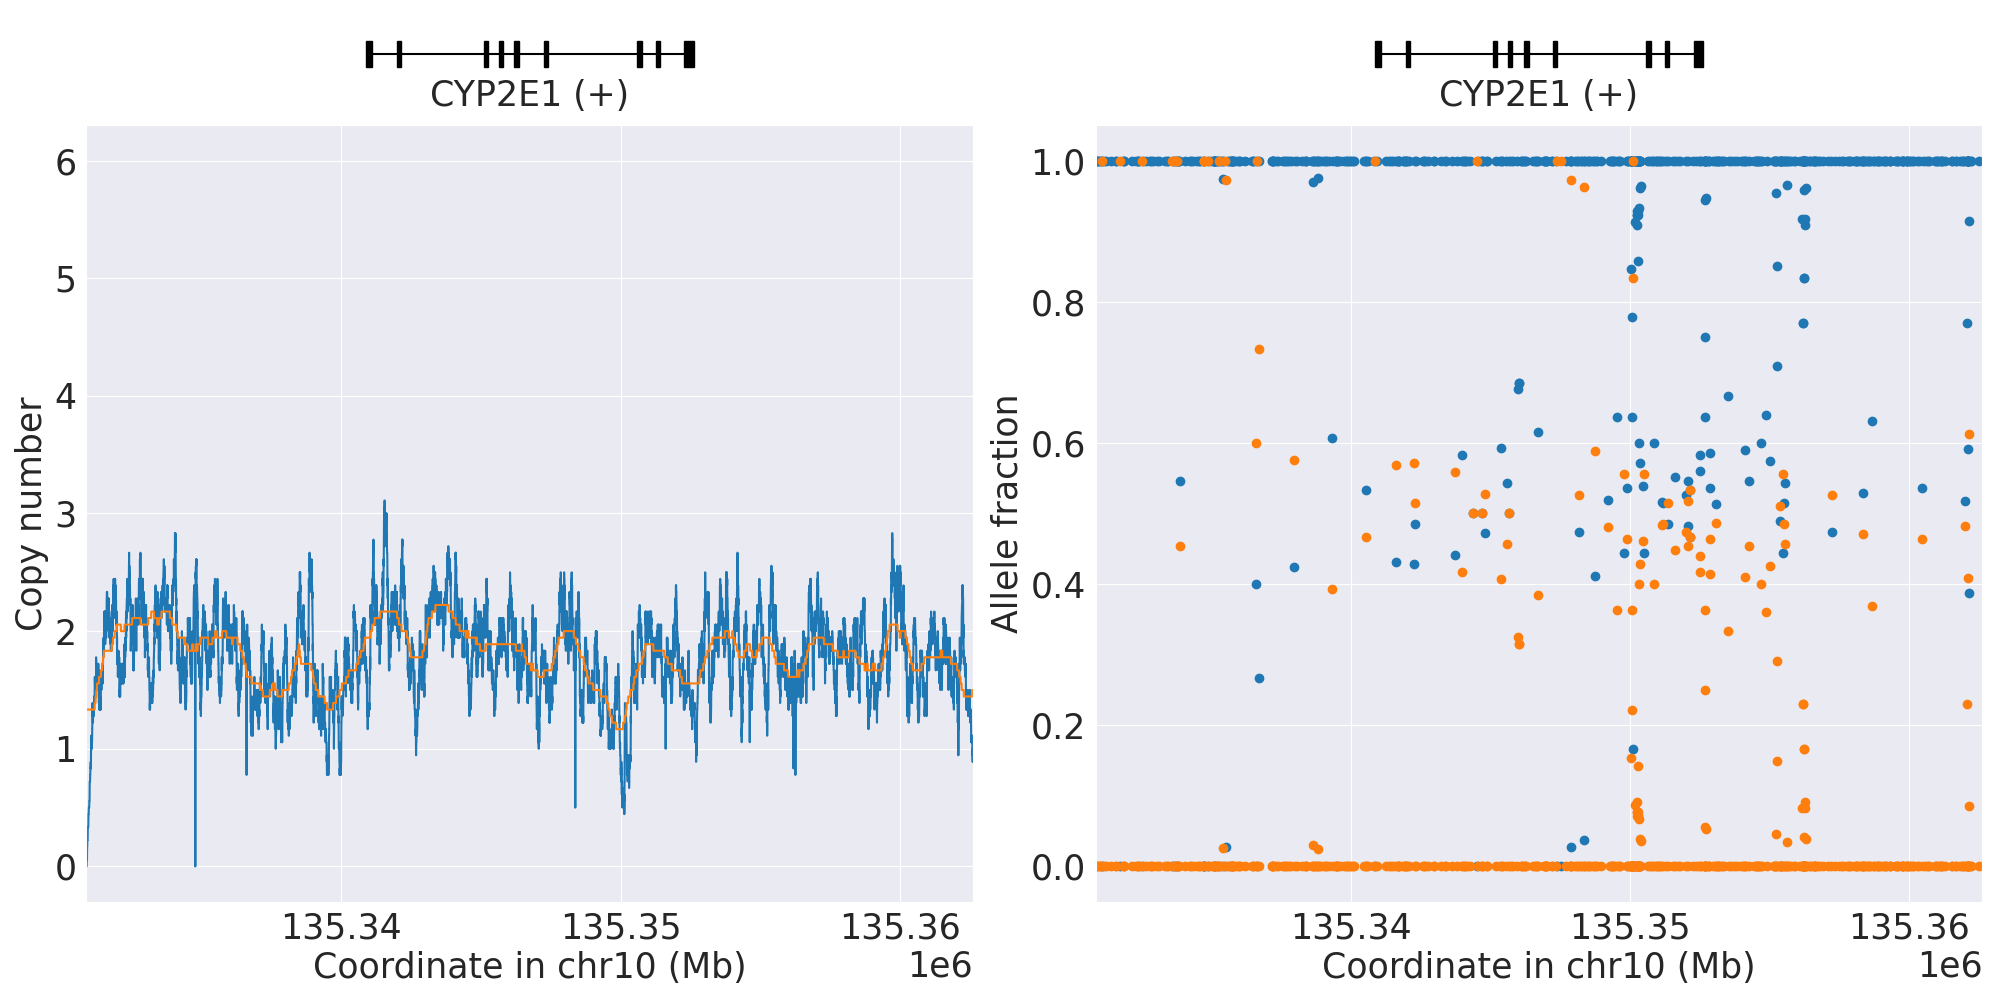 CYP2E1 (+)
6
5
4
3
2
1
0
Copy number
135.34 135.35 135.36
Coordinate in chr10 (Mb)
1e6
CYP2E1 (+)
1.0
0.8
0.6
0.4
0.2
0.0
Allele fraction
135.34 135.35 135.36
Coordinate in chr10 (Mb)
1e6